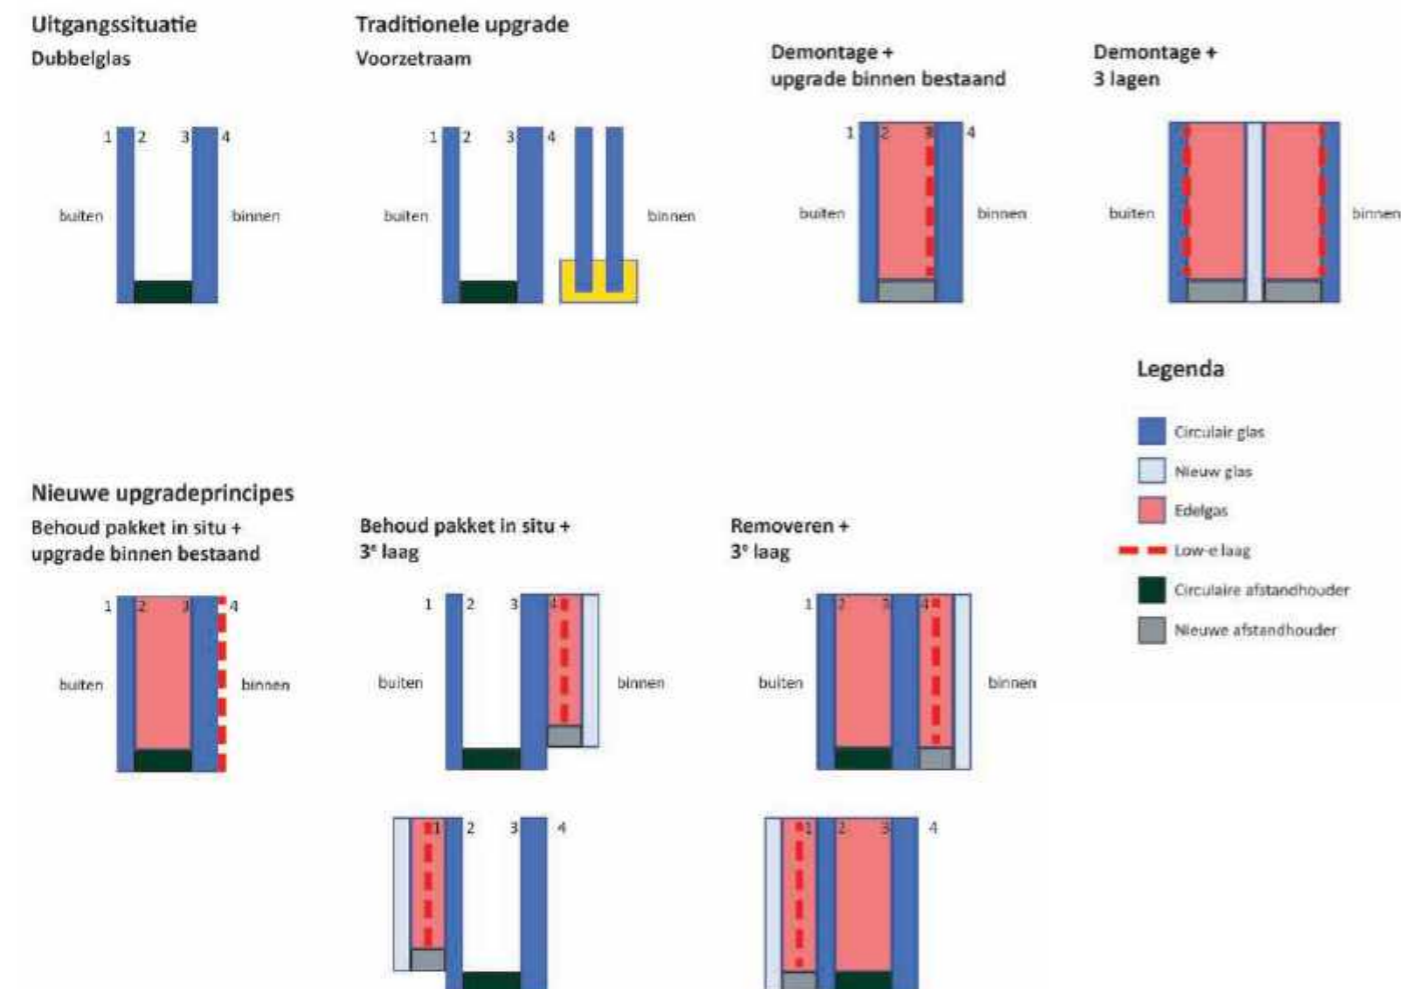 Uitgangssituatie
Dubbelglas
1 2 3 4
buiten binnen
Traditionele upgrade
Voorzetraam
1 2 3 4
buiten binnen
Demontage +
upgrade binnen bestaand
1 2 3 4
buiten binnen
Demontage +
3 lagen
buiten binnen
Legenda
Circulair glas
Nieuw glas
Edelgas
Low-e laag
Circulaire afstandhouder
Nieuwe afstandhouder
Nieuwe upgradeprincipes
Behoud pakket in situ +
upgrade binnen bestaand
1 2 3 4
buiten binnen
Behoud pakket in situ +
3e laag
1 2 3 4
buiten binnen
1 2 3 4
Removeren +
3e laag
1 2 3 4
buiten binnen
1 2 3 4